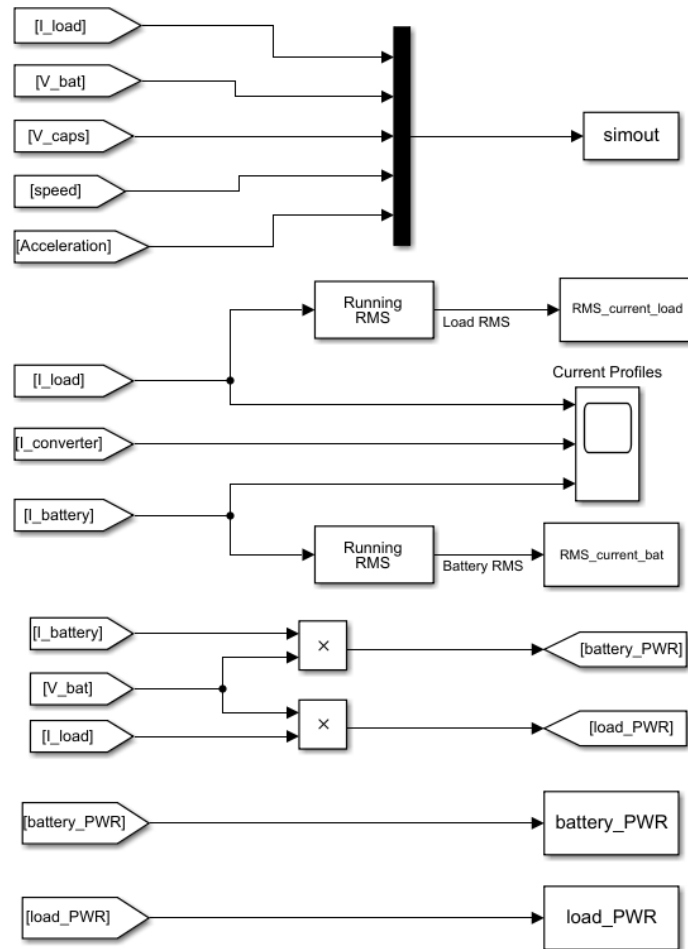 [I_load]
[V_bat]
[V_caps]
[speed]
[Acceleration]
simout
Running
RMS
Load RMS
RMS_current_load
Current Profiles
[I_load]
[I_converter]
[I_battery]
Running
RMS
Battery RMS
RMS_current_bat
[I_battery]
[V_bat]
[I_load]
×
×
[battery_PWR]
[load_PWR]
[battery_PWR]
battery_PWR
[load_PWR]
load_PWR